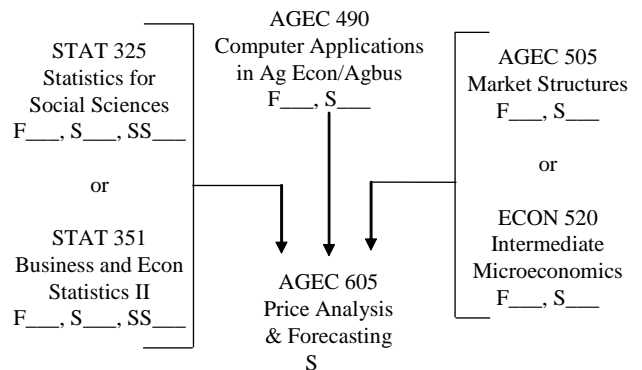 STAT 325
Statistics for
Social Sciences
F___, S___, SS___
or
STAT 351
Business and Econ
Statistics II
F___, S___, SS___
AGEC 490
Computer Applications
in Ag Econ/Agbus
F___, S___
AGEC 605
Price Analysis
& Forecasting
S
AGEC 505
Market Structures
F___, S___
or
ECON 520
Intermediate
Microeconomics
F___, S___